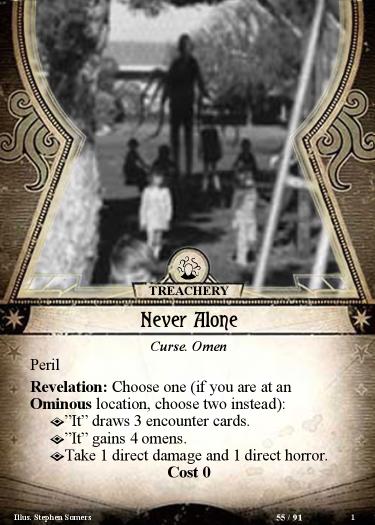 TREACHERY
Never Alone
Curse. Omen
Peril
Revelation: Choose one (if you are at an
Ominous location, choose two instead):
"It" draws 3 encounter cards.
"It" gains 4 omens.
Take 1 direct damage and 1 direct horror.
Cost 0
Illus. Stephen Somers 55 / 91 1